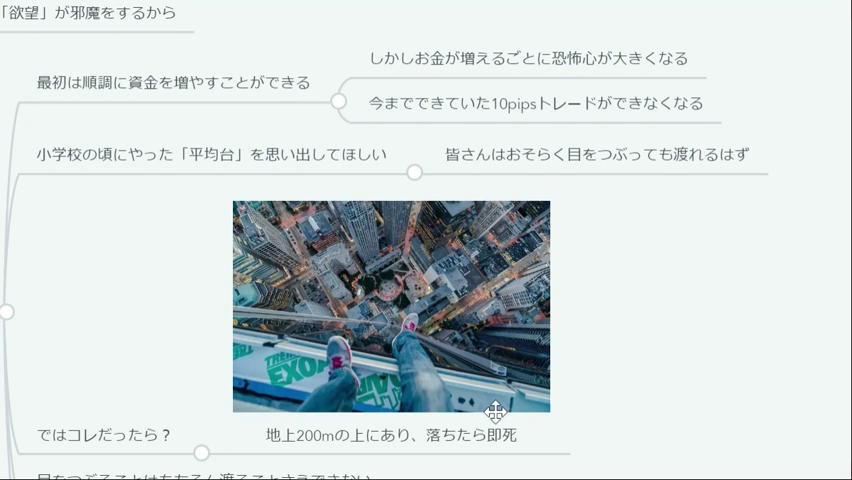 「欲望」が邪魔をするから
しかしお金が増えるごとに恐怖心が大きくなる
最初は順調に資金を増やすことができる
今までできていた10pipsトレードができなくなる
小学校の頃にやった「平均台」を思い出してほしい
皆さんはおそらく目をつぶっても渡れるはず
ではコレだったら？
地上200mの上にあり、落ちたら即死